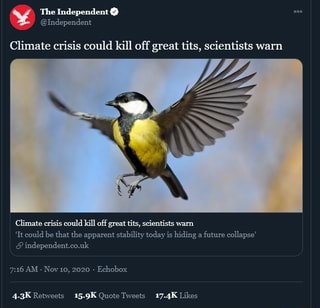 The Independent
@Independent
Climate crisis could kill off great tits, scientists warn
Climate crisis could kill off great tits, scientists warn
'It could be that the apparent stability today is hiding a future collapse'
independent.co.uk
7:16 AM · Nov 10, 2020 · Echobox
4.3K Retweets 15.9K Quote Tweets 17.4K Likes